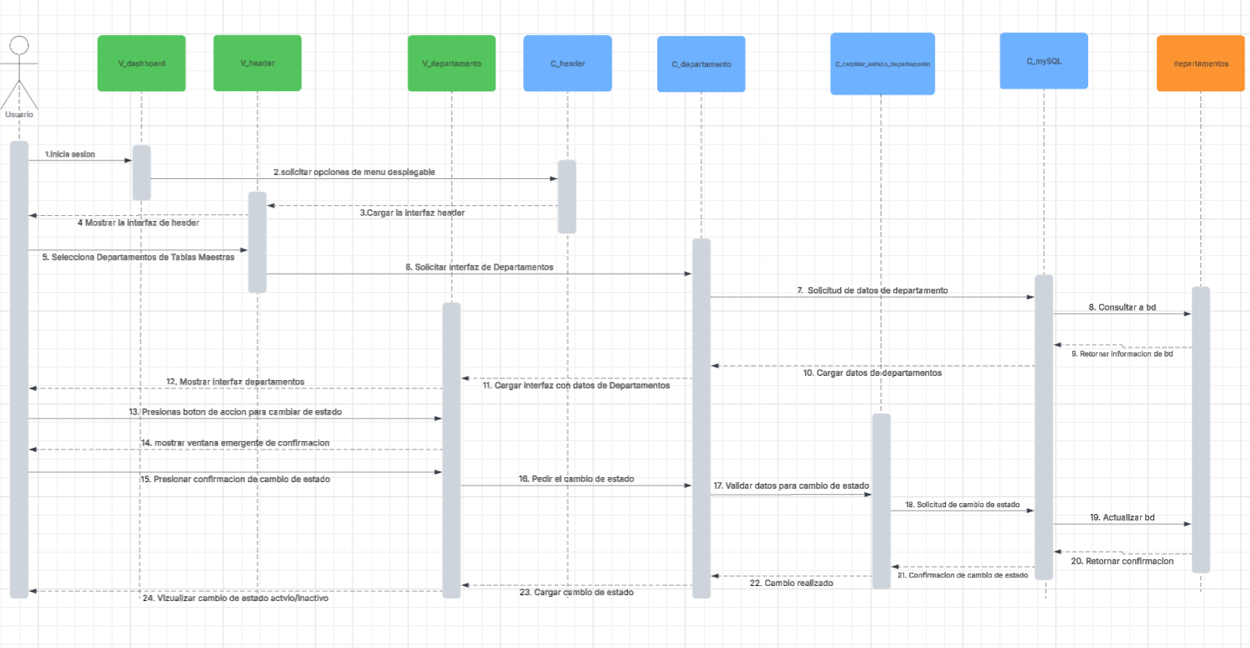 V_dashboard
V_header
V_departamento
C_header
C_departamento
C_cambiar_estado_departamento
C_mySQL
departamentos
Usuario
1.Inicia sesion
2.solicitar opciones de menu desplegable
3.Cargar la interfaz header
4 Mostrar la interfaz de header
5. Selecciona Departamentos de Tablas Maestras
6. Solicitar interfaz de Departamentos
7. Solicitud de datos de departamento
8. Consultar a bd
9. Retornar informacion de bd
10. Cargar datos de departamentos
11. Cargar interfaz con datos de Departamentos
12. Mostrar interfaz departamentos
13. Presionas boton de accion para cambiar de estado
14. mostrar ventana emergente de confirmacion
15. Presionar confirmacion de cambio de estado
16. Pedir el cambio de estado
17. Validar datos para cambio de estado
18. Solicitud de cambio de estado
19. Actualizar bd
20. Retornar confirmacion
21. Confirmacion de cambio de estado
22. Cambio realizado
23. Cargar cambio de estado
24. Vizualizar cambio de estado actvio/inactivo